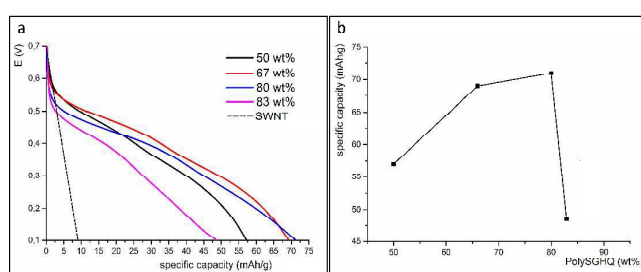 a
E (V)
0,7
0,6
0,5
0,4
0,3
0,2
0,1
0 5 10 15 20 25 30 35 40 45 50 55 60 65 70 75
specific capacity (mAh/g)
50 wt%
67 wt%
80 wt%
83 wt%
SWNT
b
specific capacity (mAh/g)
75
70
65
60
55
50
45
50 60 70 80 90
PolySGHQ (wt%